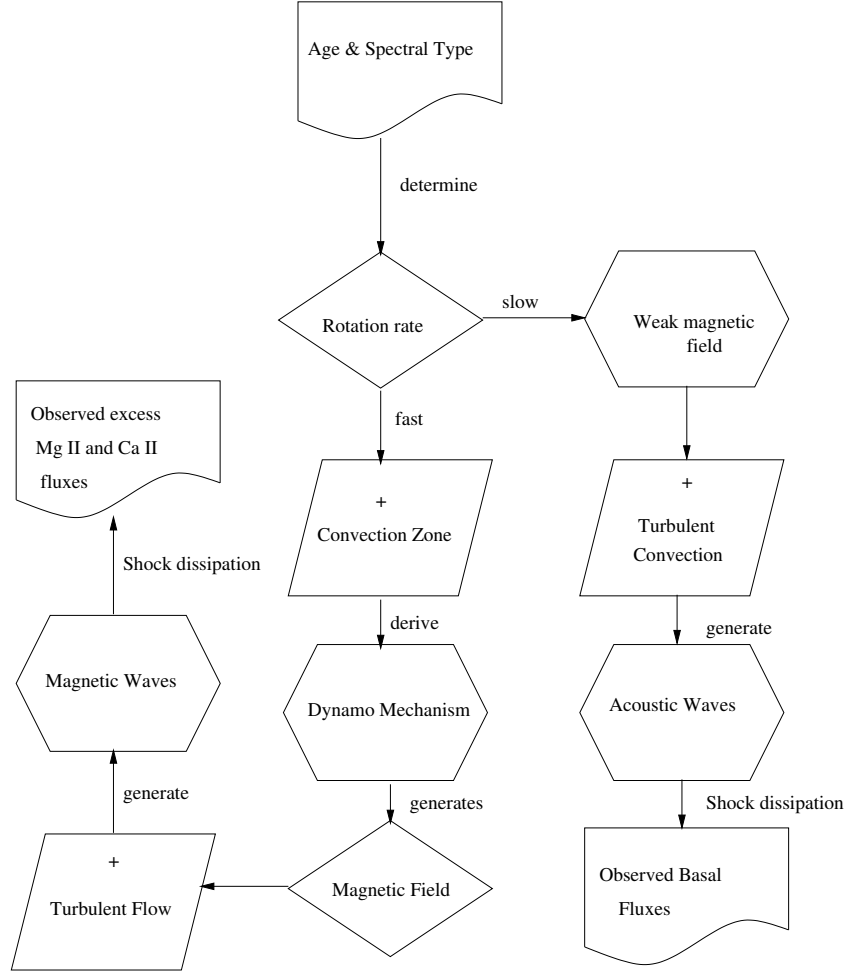 Age & Spectral Type
determine
Rotation rate
slow
Weak magnetic
field
fast
+
Convection Zone
derive
Dynamo Mechanism
generates
Magnetic Field
+
Turbulent Flow
generate
Magnetic Waves
Shock dissipation
Observed excess
Mg II and Ca II
fluxes
+
Turbulent
Convection
generate
Acoustic Waves
Shock dissipation
Observed Basal
Fluxes